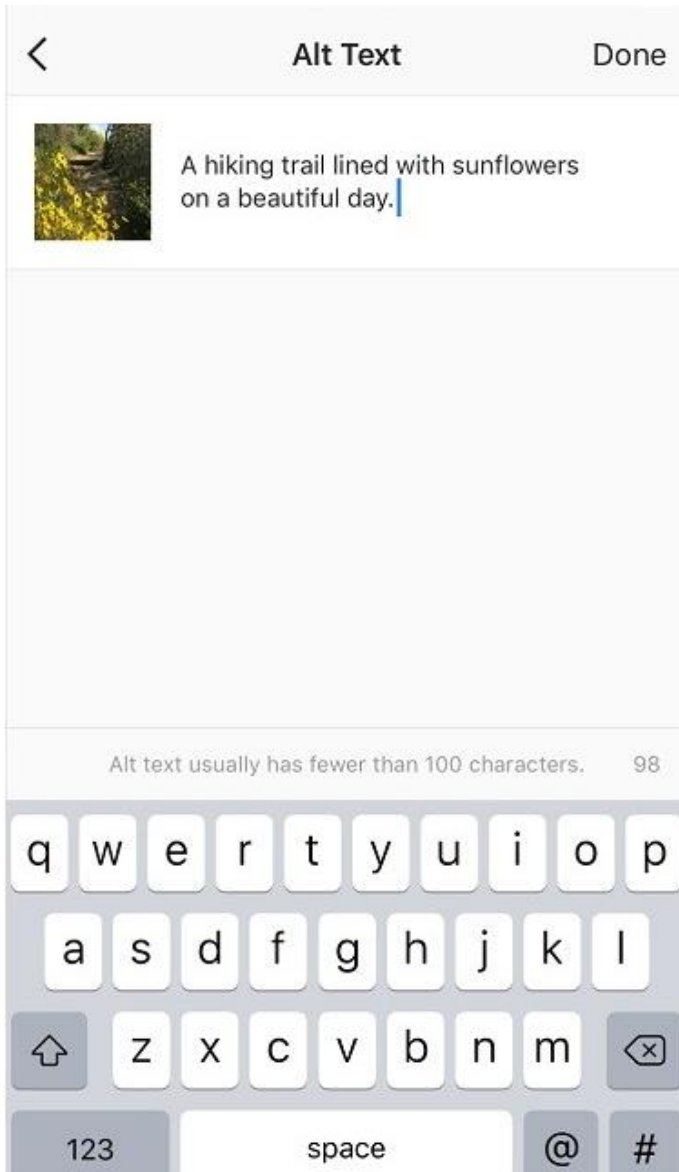 Alt Text
Done
A hiking trail lined with sunflowers
on a beautiful day.
Alt text usually has fewer than 100 characters.
98
q w e r t y u i o p
a s d f g h j k l
z x c v b n m
123 space @ #